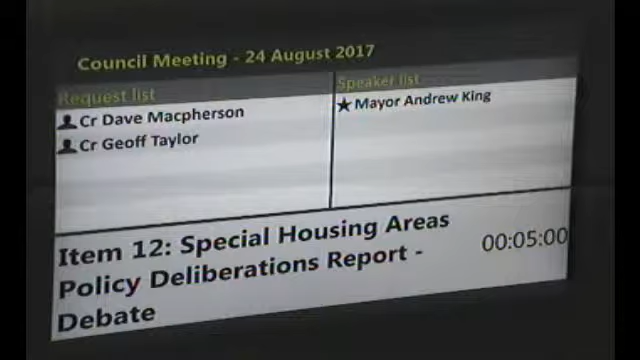 Council Meeting - 24 August 2017
Request list
Cr Dave Macpherson
Cr Geoff Taylor
Speaker list
Mayor Andrew King
Item 12: Special Housing Areas
Policy Deliberations Report -
Debate
00:05:00